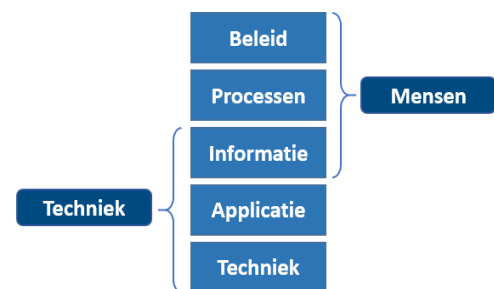 Beleid
Processen
Mensen
Informatie
Techniek
Applicatie
Techniek